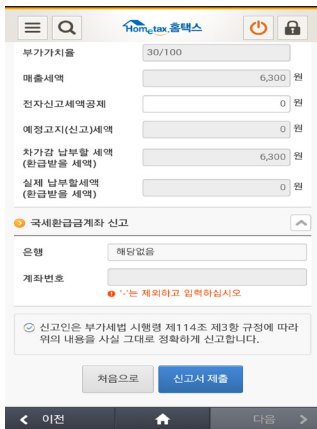 Hometax.홈택스
부가가치율 30/100
매출세액 6,300 원
전자신고세액공제 0 원
예정고지(신고)세액 0 원
차가감 납부할 세액
(환급받을 세액) 6,300 원
실제 납부할세액
(환급받을 세액) 0 원
국세환급금계좌 신고
은행 해당없음
계좌번호
'-'는 제외하고 입력하십시오
신고인은 부가세법 시행령 제114조 제3항 규정에 따라
위의 내용을 사실 그대로 정확하게 신고합니다.
처음으로 신고서 제출
이전 다음